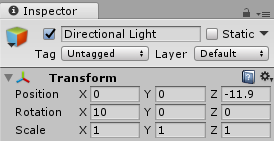 Inspector
Directional Light Static
Tag Untagged Layer Default
Transform
Position X 0 Y 0 Z -11.9
Rotation X 10 Y 0 Z 0
Scale X 1 Y 1 Z 1